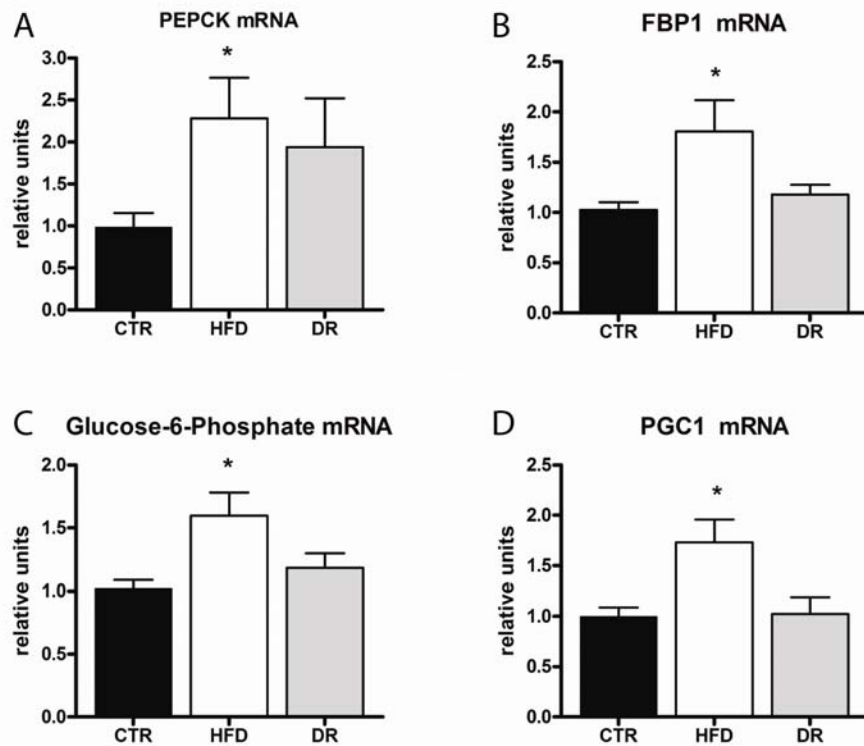 A
PEPCK mRNA
*
3.0
2.5
2.0
1.5
1.0
0.5
0.0
relative units
CTR HFD DR
B
FBP1 mRNA
*
2.5
2.0
1.5
1.0
0.5
0.0
relative units
CTR HFD DR
C
Glucose-6-Phosphate mRNA
*
2.0
1.5
1.0
0.5
0.0
relative units
CTR HFD DR
D
PGC1 mRNA
*
2.5
2.0
1.5
1.0
0.5
0.0
relative units
CTR HFD DR